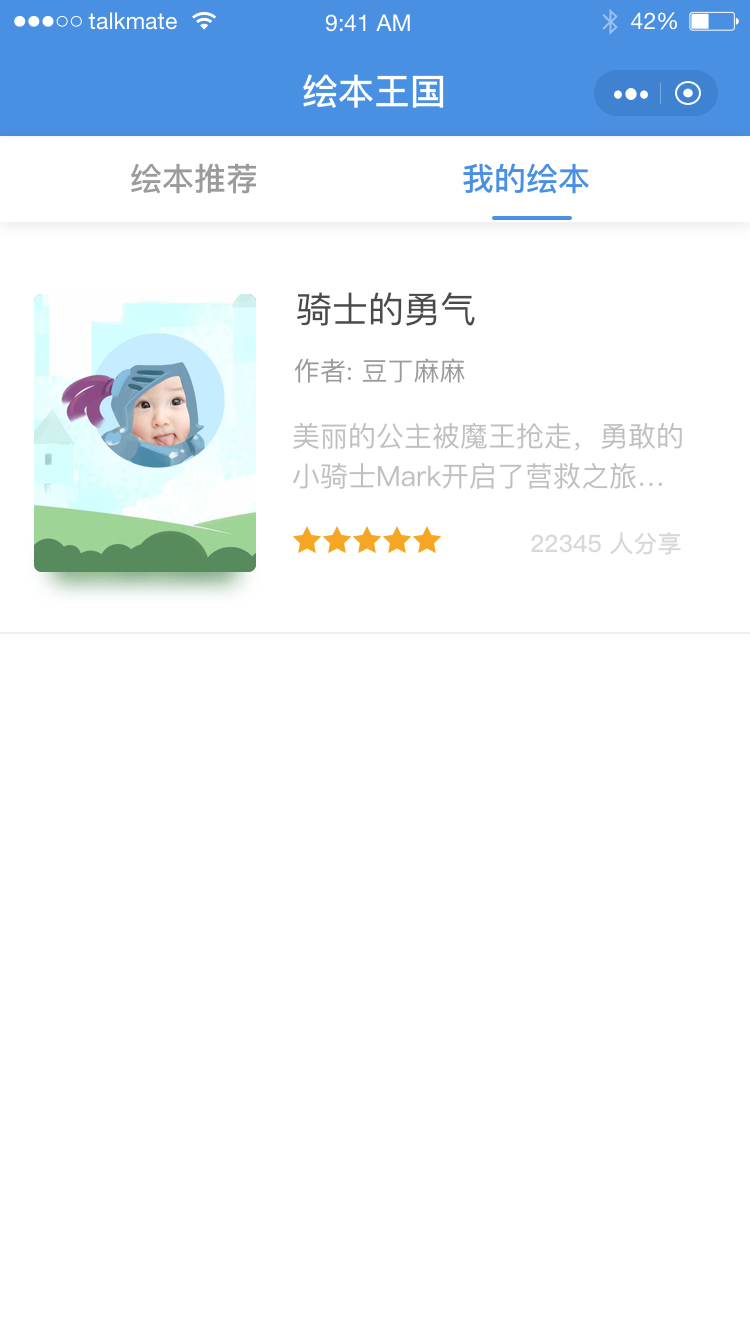 talkmate 9:41 AM 42%
绘本王国
绘本推荐 我的绘本
骑士的勇气
作者: 豆丁麻麻
美丽的公主被魔王抢走，勇敢的
小骑士Mark开启了营救之旅...
22345 人分享